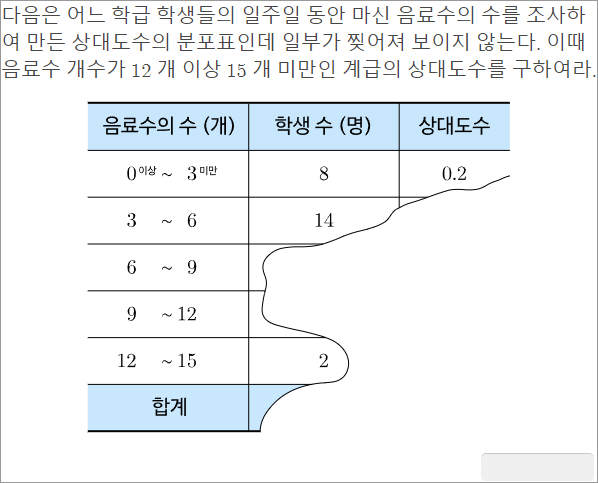 다음은 어느 학급 학생들의 일주일 동안 마신 음료수의 수를 조사하
여 만든 상대도수의 분포표인데 일부가 찢어져 보이지 않는다. 이때
음료수 개수가 12 개 이상 15 개 미만인 계급의 상대도수를 구하여라.
음료수의 수 (개) 학생 수 (명) 상대도수
0이상 ~ 3미만 8 0.2
3 ~ 6 14
6 ~ 9
9 ~ 12
12 ~ 15 2
합계